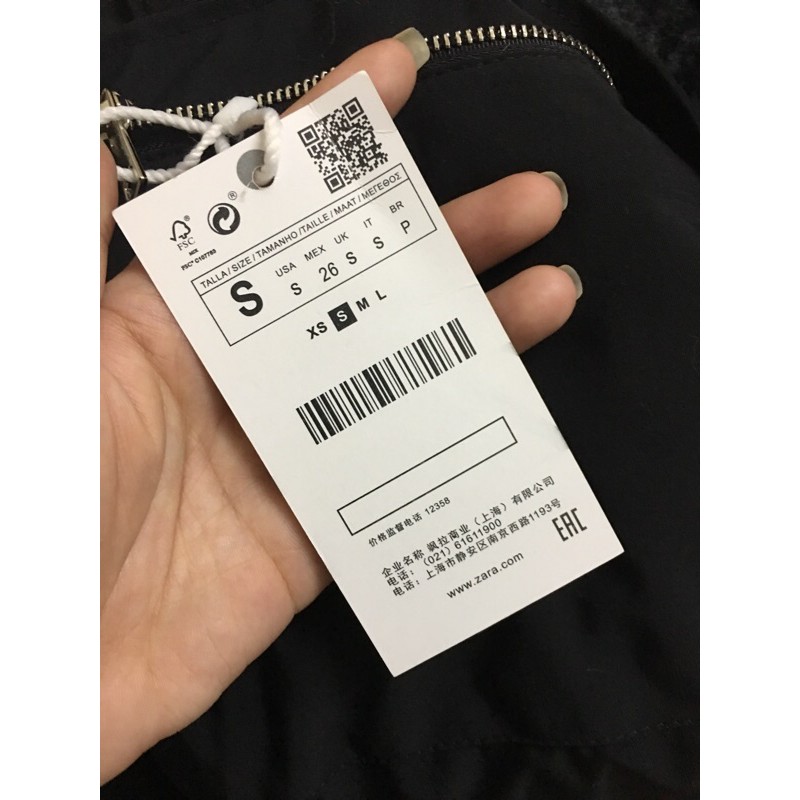 FSC®
MIX
FSC® C107785
®
TALLA / SIZE / TAMANHO / TAILLE / MAAT / ΜΕΓΕΘΟΣ
S
USA MEX UK IT BR
S 26 S S P
XS S M L
价格监督电话 12358
企业名称 飒拉商业（上海）有限公司
电话：（021）61611900
电话：上海市静安区南京西路1193号
EAC
www.zara.com